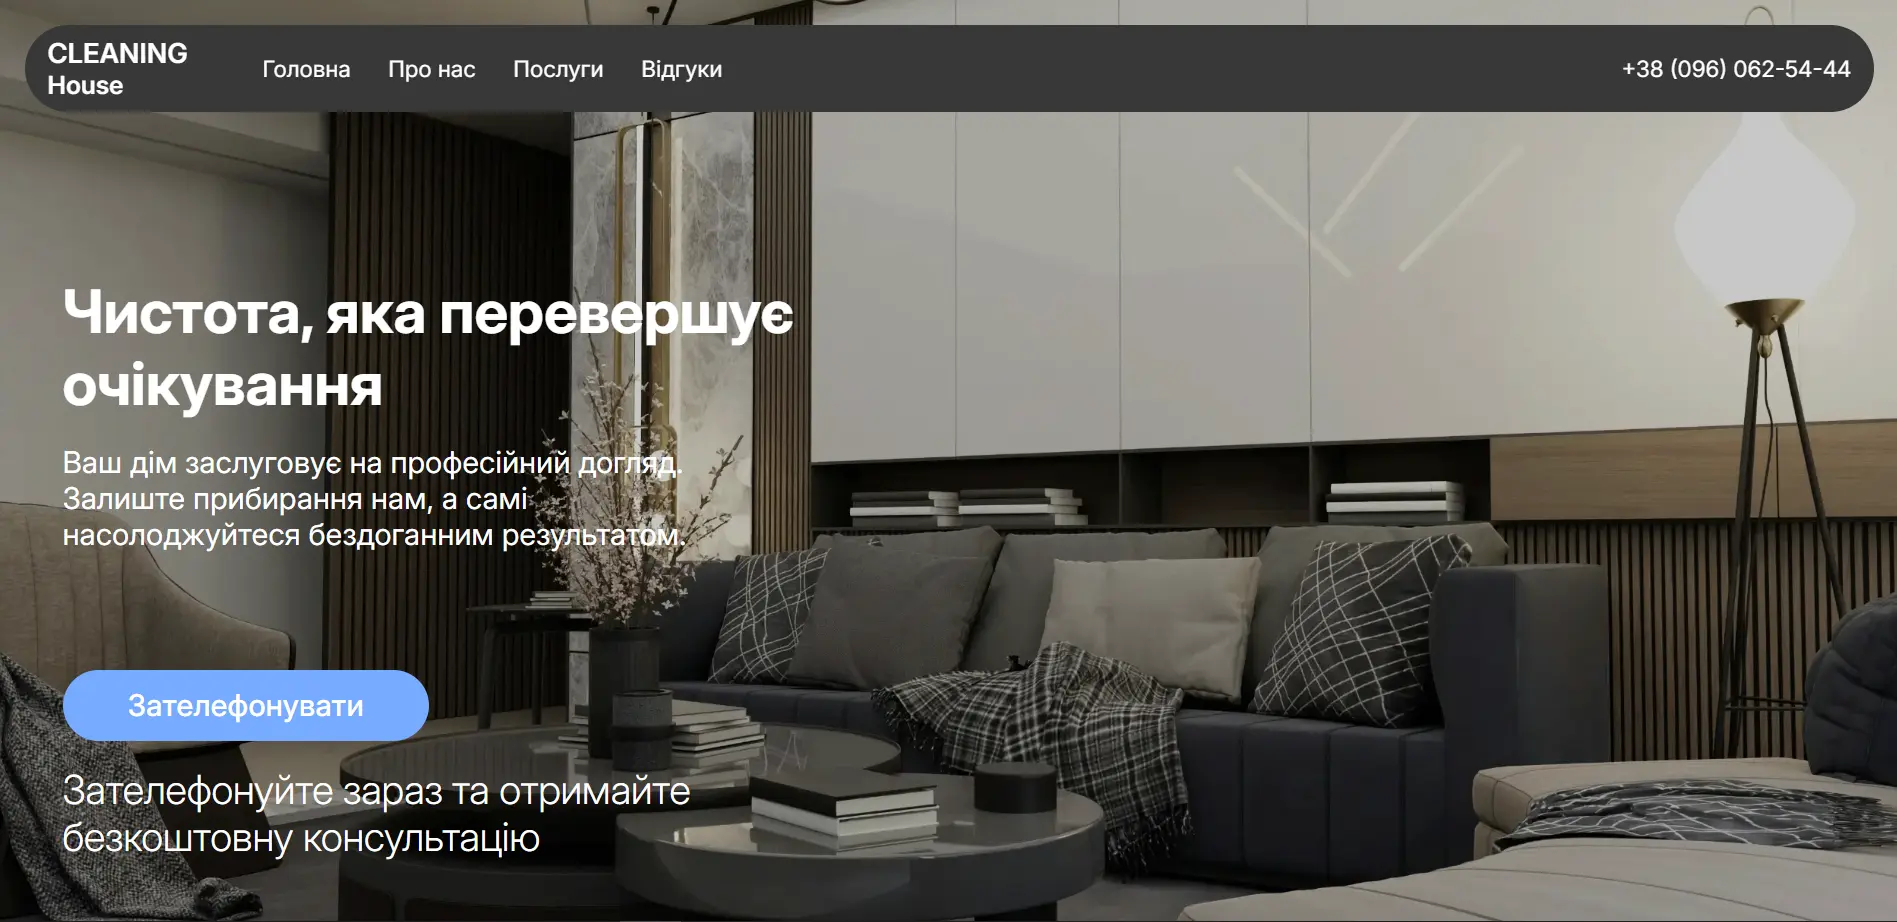 CLEANING
House
Головна
Про нас
Послуги
Відгуки
+38 (096) 062-54-44
Чистота, яка перевершує
очікування
Ваш дім заслуговує на професійний догляд.
Залиште прибирання нам, а самі
насолоджуйтеся бездоганним результатом.
Зателефонувати
Зателефонуйте зараз та отримайте
безкоштовну консультацію